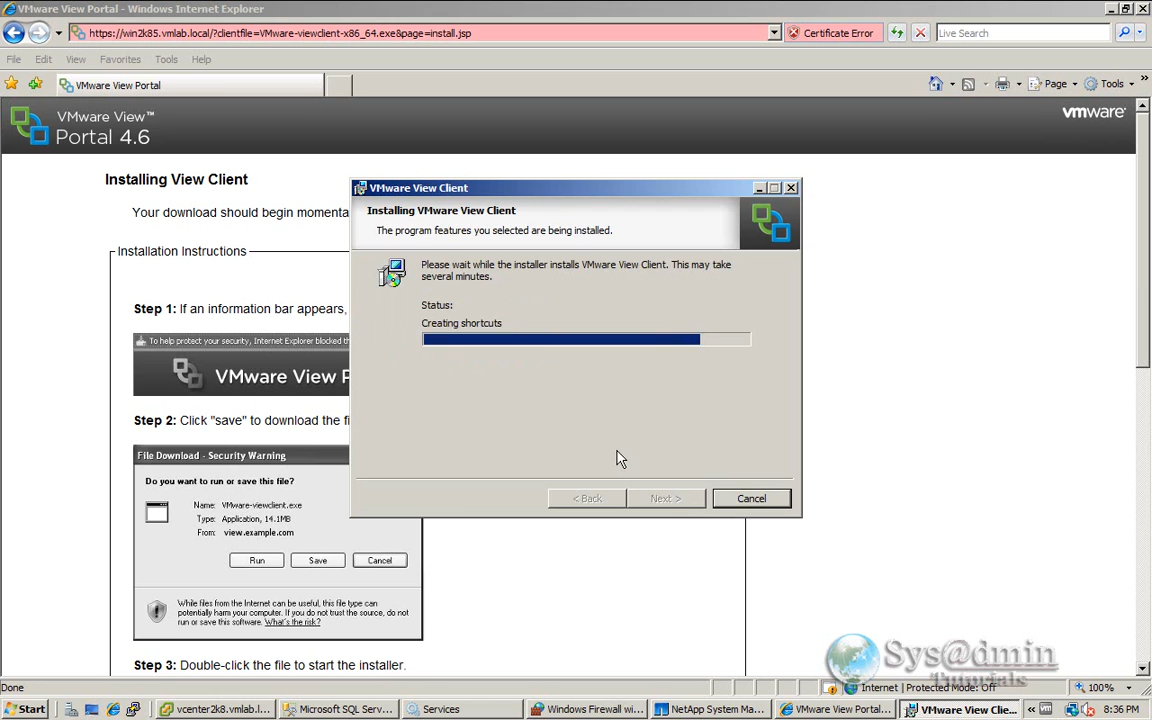 VMware View Portal - Windows Internet Explorer
https://win2k85.vmlab.local/?clientfile=VMware-viewclient-x86_64.exe&page=install.jsp
Certificate Error
Live Search
File Edit View Favorites Tools Help
VMware View Portal
Page Tools
VMware View™
Portal 4.6
vmware
Installing View Client
Your download should begin momenta
Installation Instructions
Step 1: If an information bar appears,
To help protect your security, Internet Explorer blocked th
VMware View P
Step 2: Click "save" to download the fi
File Download - Security Warning
Do you want to run or save this file?
Name: VMware-viewclient.exe
Type: Application, 14.1MB
From: view.example.com
Run Save Cancel
While files from the Internet can be useful, this file type can
potentially harm your computer. If you do not trust the source, do not
run or save this software. What's the risk?
Step 3: Double-click the file to start the installer.
VMware View Client
Installing VMware View Client
The program features you selected are being installed.
Please wait while the installer installs VMware View Client. This may take
several minutes.
Status:
Creating shortcuts
< Back Next > Cancel
Sys@dmin
Tutorials
Done
Internet | Protected Mode: Off
100%
Start
vcenter2k8.vmlab.lo...
Microsoft SQL Serv...
Services
Windows Firewall wi...
NetApp System Ma...
VMware View Portal...
VMware View Clie...
8:36 PM